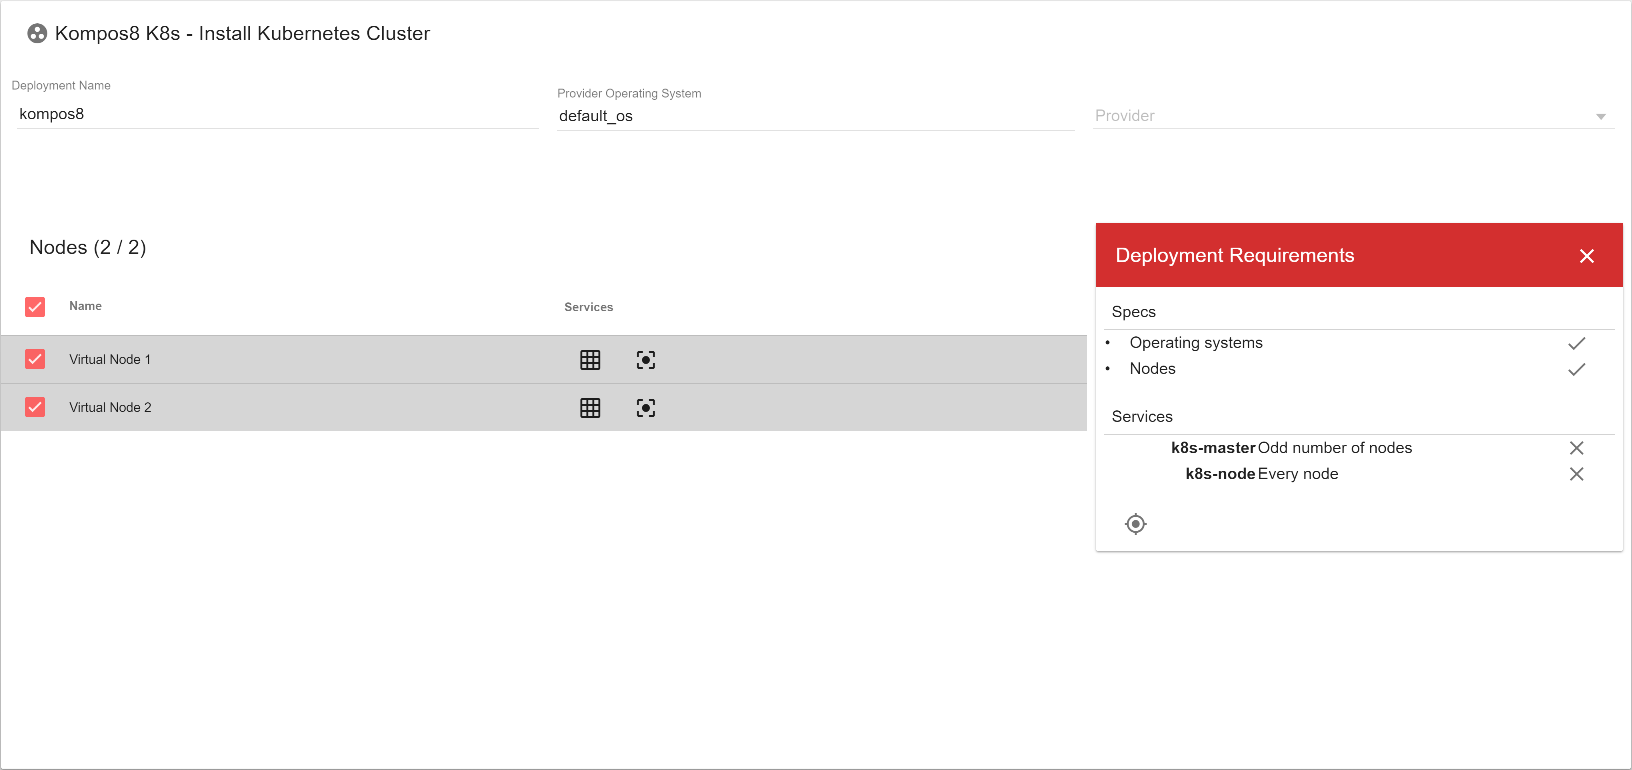 Kompos8 K8s - Install Kubernetes Cluster
Deployment Name
kompos8
Provider Operating System
default_os
Provider
Nodes (2 / 2)
Name Services
Virtual Node 1
Virtual Node 2
Deployment Requirements
Specs
• Operating systems
• Nodes
Services
k8s-master Odd number of nodes
k8s-node Every node